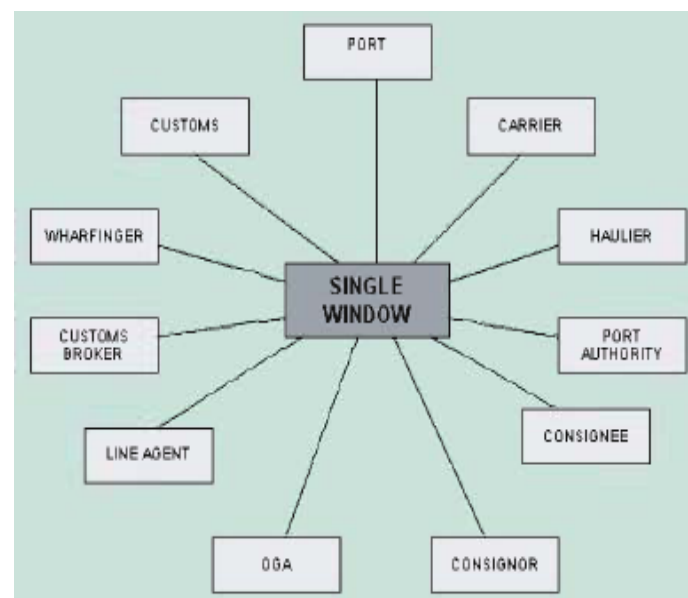 PORT
CUSTOMS
CARRIER
WHARFINGER
HAULIER
SINGLE
WINDOW
CUSTOMS
BROKER
PORT
AUTHORITY
CONSIGNEE
LINE AGENT
OGA
CONSIGNOR